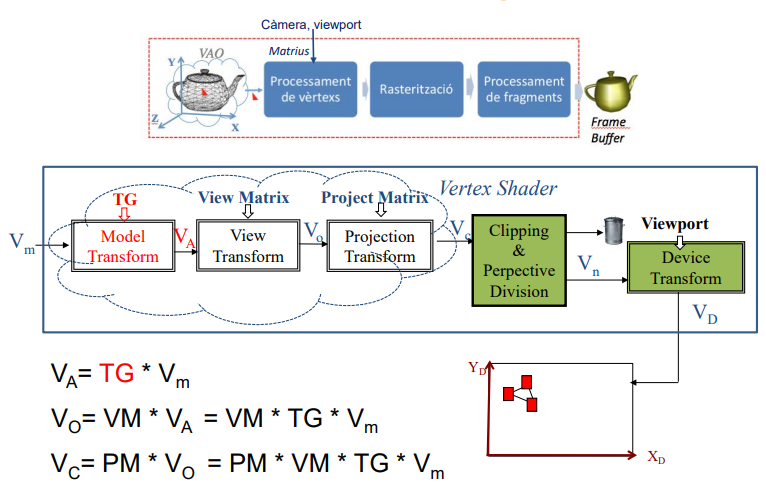 Càmera, viewport
VAO
Matrius
Y
Z
X
Processament
de vèrtexs
Rasterització
Processament
de fragments
Frame
Buffer
Vertex Shader
TG
View Matrix
Project Matrix
Viewport
Vm
Model
Transform
VA
View
Transform
Vo
Projection
Transform
Vc
Clipping
&
Perpective
Division
Vn
Device
Transform
VD
VA= TG * Vm
VO= VM * VA = VM * TG * Vm
VC= PM * VO = PM * VM * TG * Vm
YD
XD